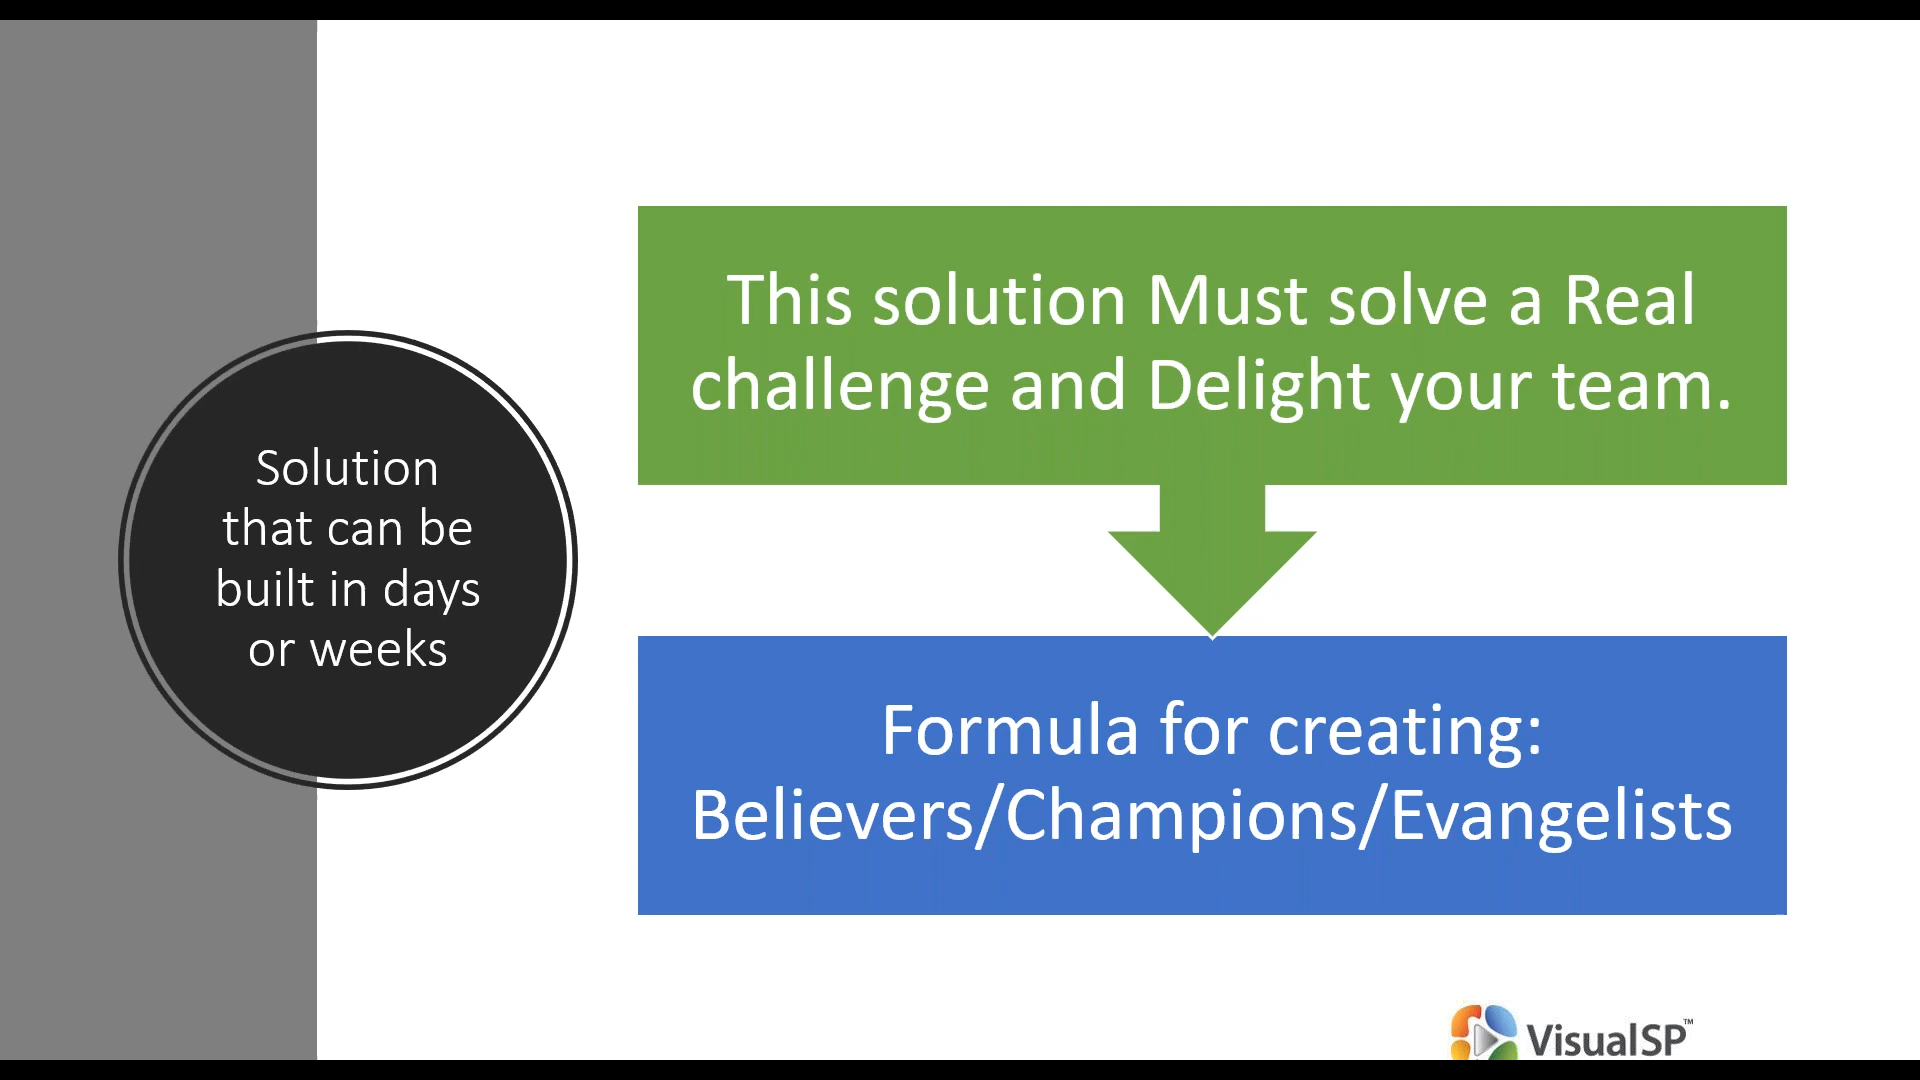 Solution
that can be
built in days
or weeks
This solution Must solve a Real
challenge and Delight your team.
Formula for creating:
Believers/Champions/Evangelists
VisualSP™